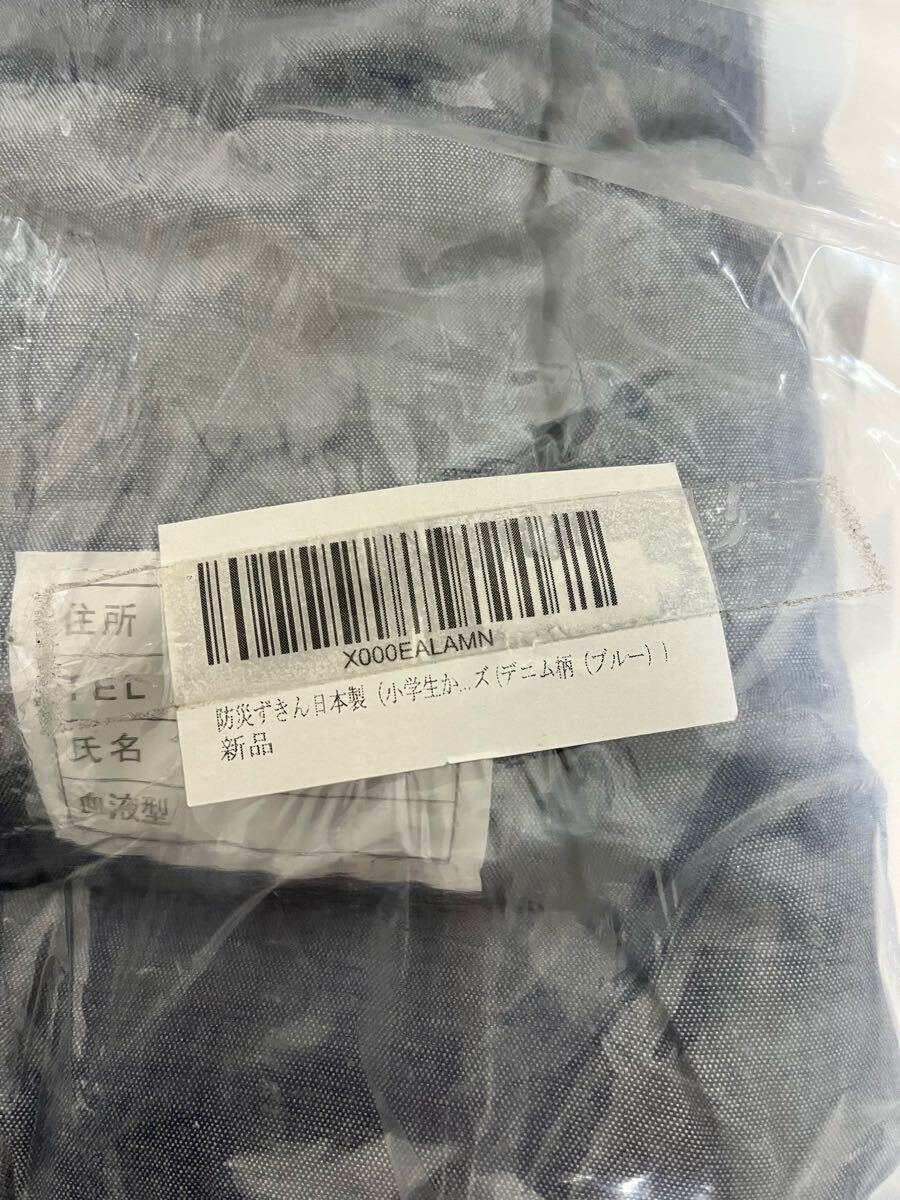 X000EALAMN
防災ずきん日本製（小学生か...ズ (デニム柄（ブルー）)
新品
住所
TEL
氏名
血液型